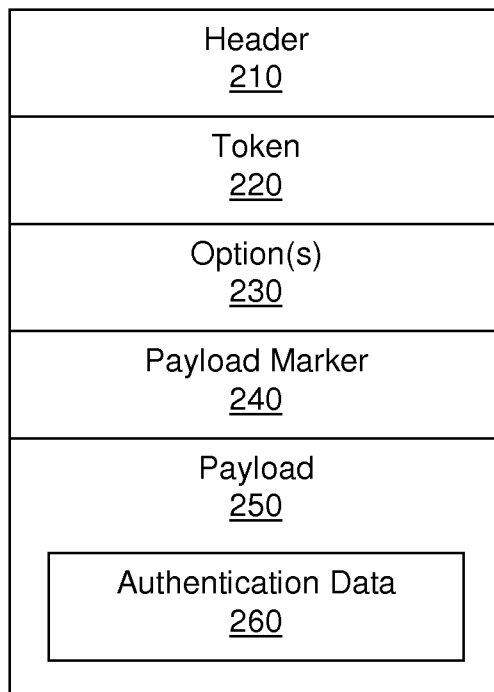 Header
210
Token
220
Option(s)
230
Payload Marker
240
Payload
250
Authentication Data
260